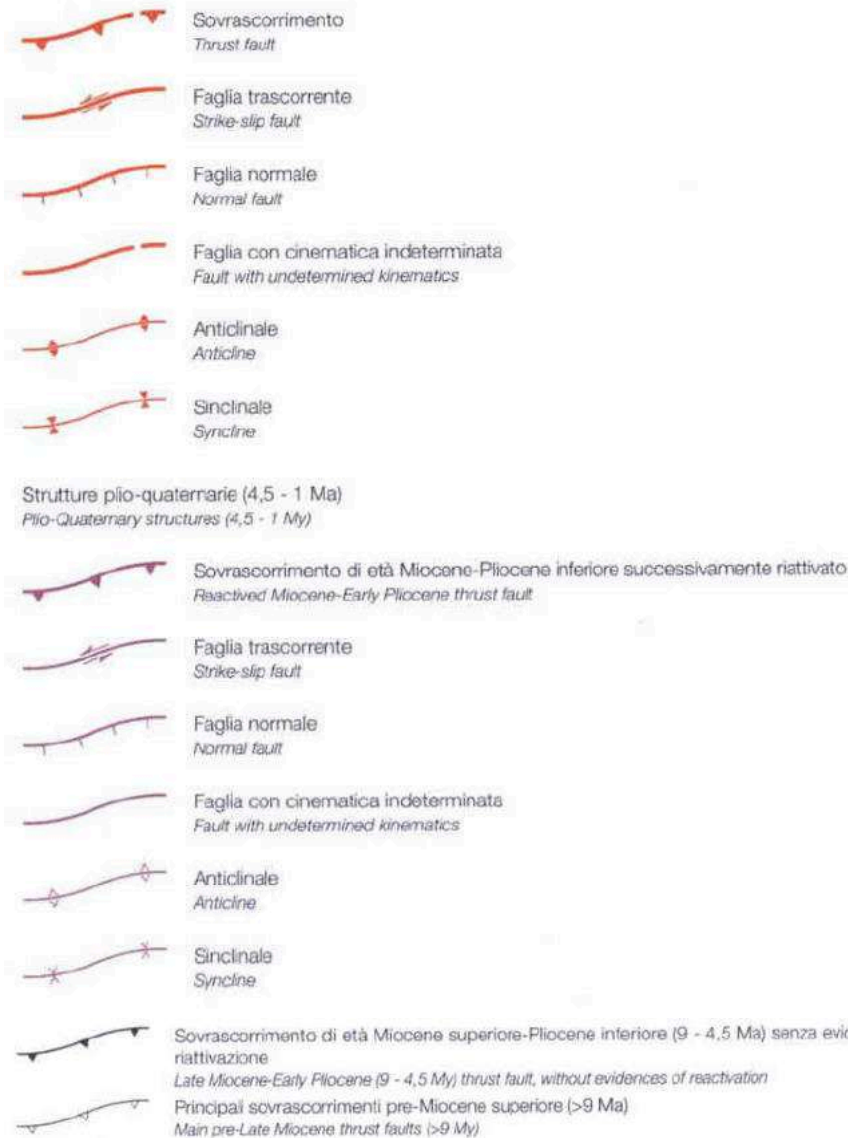 Sovrascorrimento
Thrust fault
Faglia trascorrente
Strike-slip fault
Faglia normale
Normal fault
Faglia con cinematica indeterminata
Fault with undetermined kinematics
Anticlinale
Anticline
Sinclinale
Syncline
Strutture plio-quaternarie (4,5 - 1 Ma)
Plio-Quaternary structures (4,5 - 1 My)
Sovrascorrimento di età Miocene-Pliocene inferiore successivamente riattivato
Reactived Miocene-Early Pliocene thrust fault
Faglia trascorrente
Strike-slip fault
Faglia normale
Normal fault
Faglia con cinematica indeterminata
Fault with undetermined kinematics
Anticlinale
Anticline
Sinclinale
Syncline
Sovrascorrimento di età Miocene superiore-Pliocene inferiore (9 - 4,5 Ma) senza
riattivazione
Late Miocene-Early Pliocene (9 - 4,5 My) thrust fault, without evidences of reactivation
Principali sovrascorrimenti pre-Miocene superiore (>9 Ma)
Main pre-Late Miocene thrust faults (>9 My)